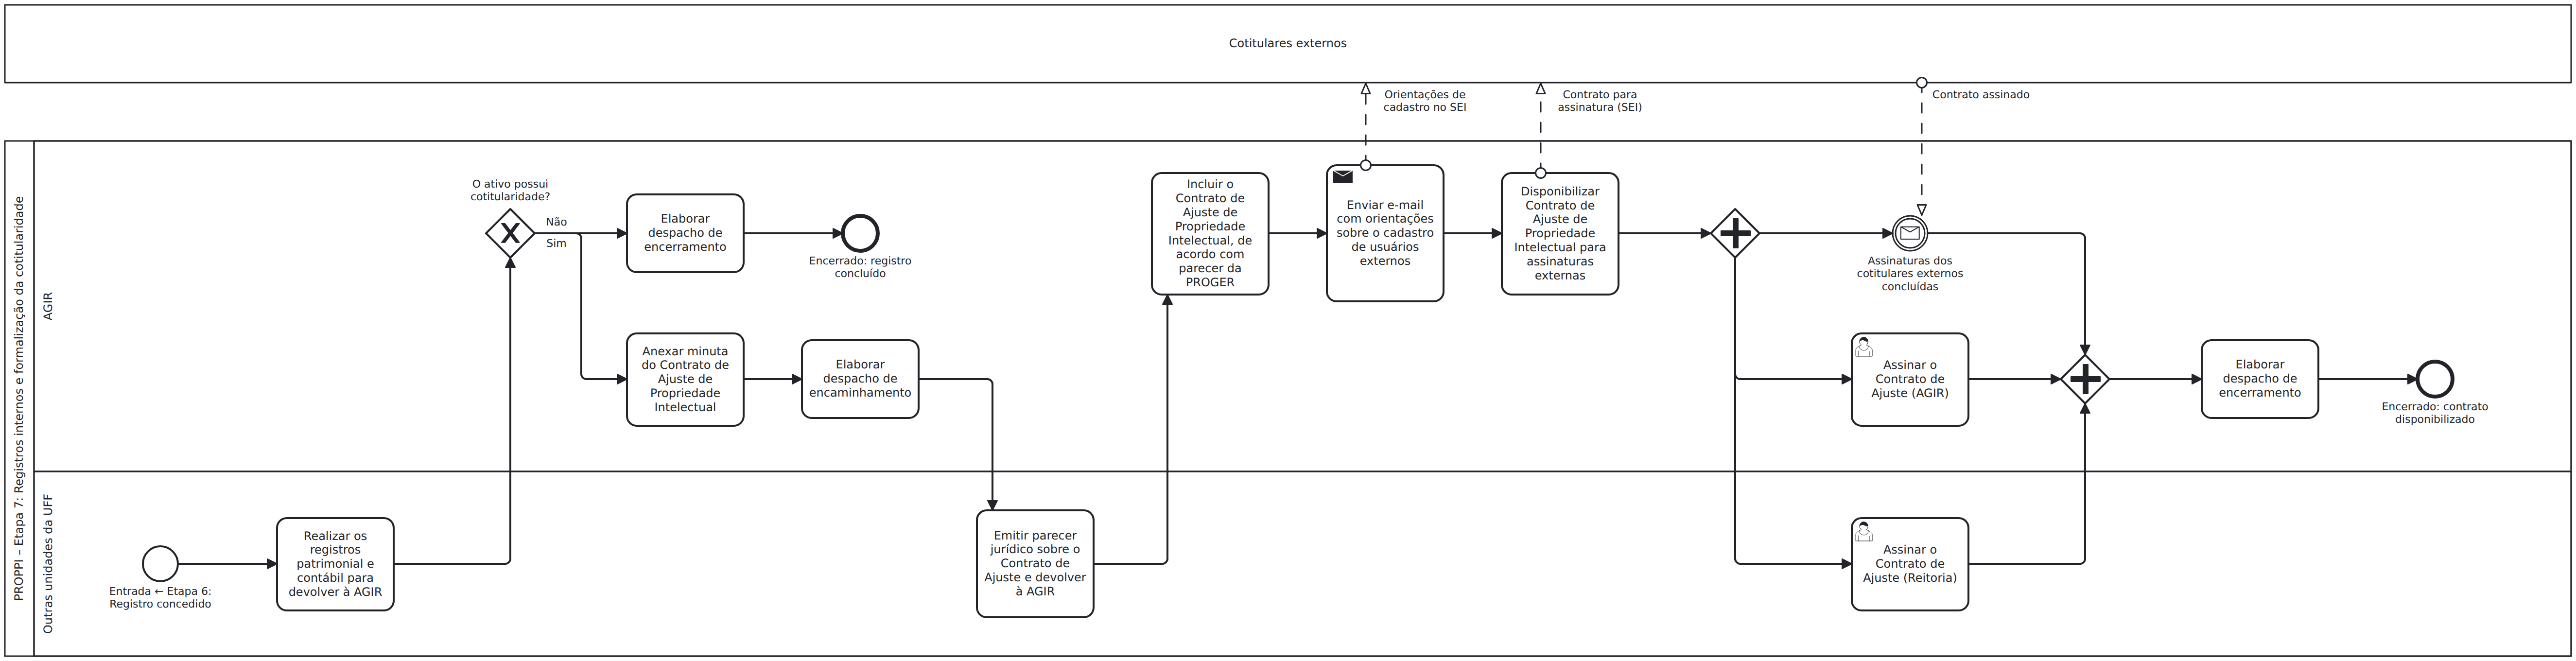 Cotitulares externos
Orientações de
cadastro no SEI
Contrato para
assinatura (SEI)
Contrato assinado
PROPPI – Etapa 7: Registros internos e formalização da cotitularidade
AGIR
O ativo possui
cotitularidade?
Não
Sim
Elaborar
despacho de
encerramento
Encerrado: registro
concluído
Anexar minuta
do Contrato de
Ajuste de
Propriedade
Intelectual
Elaborar
despacho de
encaminhamento
Incluir o
Contrato de
Ajuste de
Propriedade
Intelectual, de
acordo com
parecer da
PROGER
Enviar e-mail
com orientações
sobre o cadastro
de usuários
externos
Disponibilizar
Contrato de
Ajuste de
Propriedade
Intelectual para
assinaturas
externas
Assinaturas dos
cotitulares externos
concluídas
Assinar o
Contrato de
Ajuste (AGIR)
Elaborar
despacho de
encerramento
Encerrado: contrato
disponibilizado
Outras unidades da UFF
Entrada ← Etapa 6:
Registro concedido
Realizar os
registros
patrimonial e
contábil para
devolver à AGIR
Emitir parecer
jurídico sobre o
Contrato de
Ajuste e devolver
à AGIR
Assinar o
Contrato de
Ajuste (Reitoria)